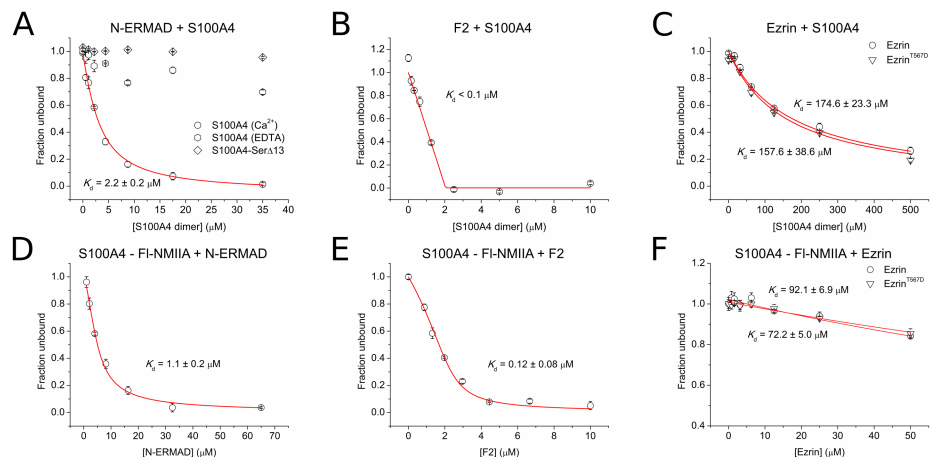 A
N-ERMAD + S100A4
Fraction unbound
1.0
0.8
0.6
0.4
0.2
0.0
S100A4 (Ca²⁺)
S100A4 (EDTA)
S100A4-SerΔ13
Kd = 2.2 ± 0.2 μM
0 5 10 15 20 25 30 35 40
[S100A4 dimer] (μM)
B
F2 + S100A4
Fraction unbound
1.2
1.0
0.8
0.6
0.4
0.2
0.0
Kd < 0.1 μM
0 2 4 6 8 10
[S100A4 dimer] (μM)
C
Ezrin + S100A4
Fraction unbound
1.0
0.8
0.6
0.4
0.2
0.0
Ezrin
Ezrin T567D
Kd = 174.6 ± 23.3 μM
Kd = 157.6 ± 38.6 μM
0 100 200 300 400 500
[S100A4 dimer] (μM)
D
S100A4 - Fl-NMIIA + N-ERMAD
Fraction unbound
1.0
0.8
0.6
0.4
0.2
0.0
Kd = 1.1 ± 0.2 μM
0 10 20 30 40 50 60 70
[N-ERMAD] (μM)
E
S100A4 - Fl-NMIIA + F2
Fraction unbound
1.0
0.8
0.6
0.4
0.2
0.0
Kd = 0.12 ± 0.08 μM
0 2 4 6 8 10
[F2] (μM)
F
S100A4 - Fl-NMIIA + Ezrin
Fraction unbound
1.4
1.2
1.0
0.8
0.6
0.4
0.2
Ezrin
Ezrin T567D
Kd = 92.1 ± 6.9 μM
Kd = 72.2 ± 5.0 μM
0 10 20 30 40 50
[Ezrin] (μM)